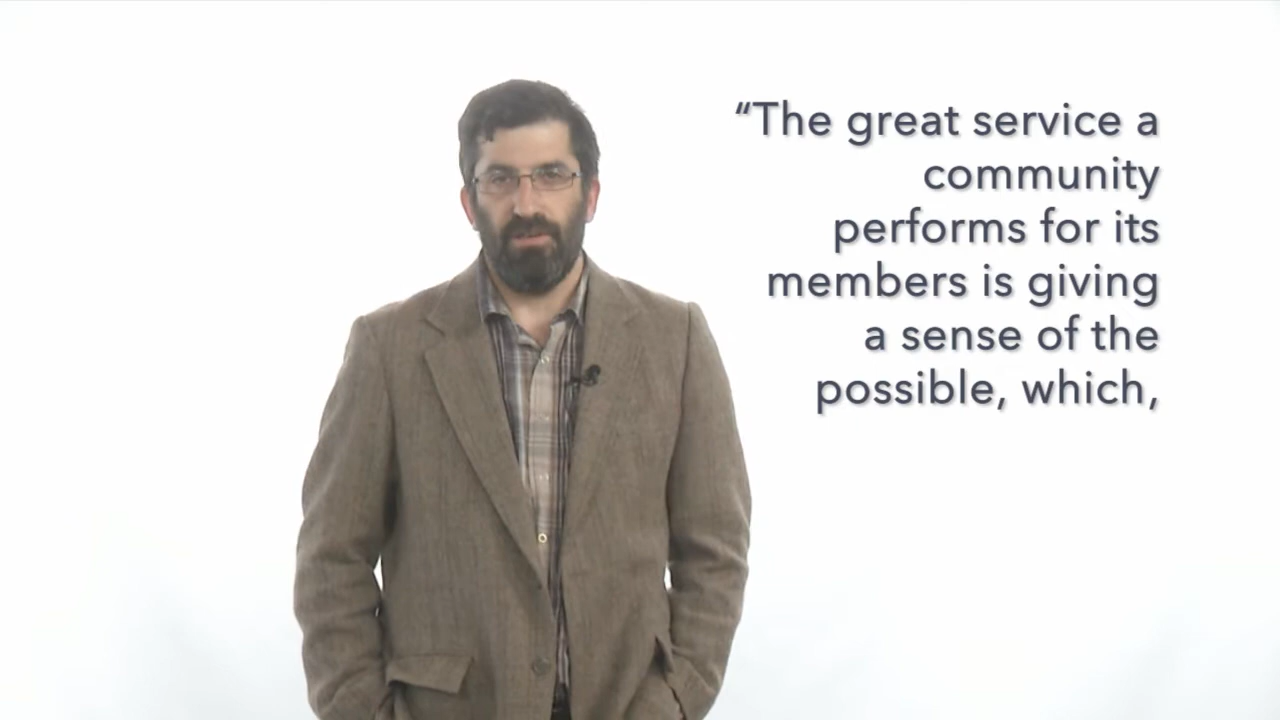 “The great service a
community
performs for its
members is giving
a sense of the
possible, which,